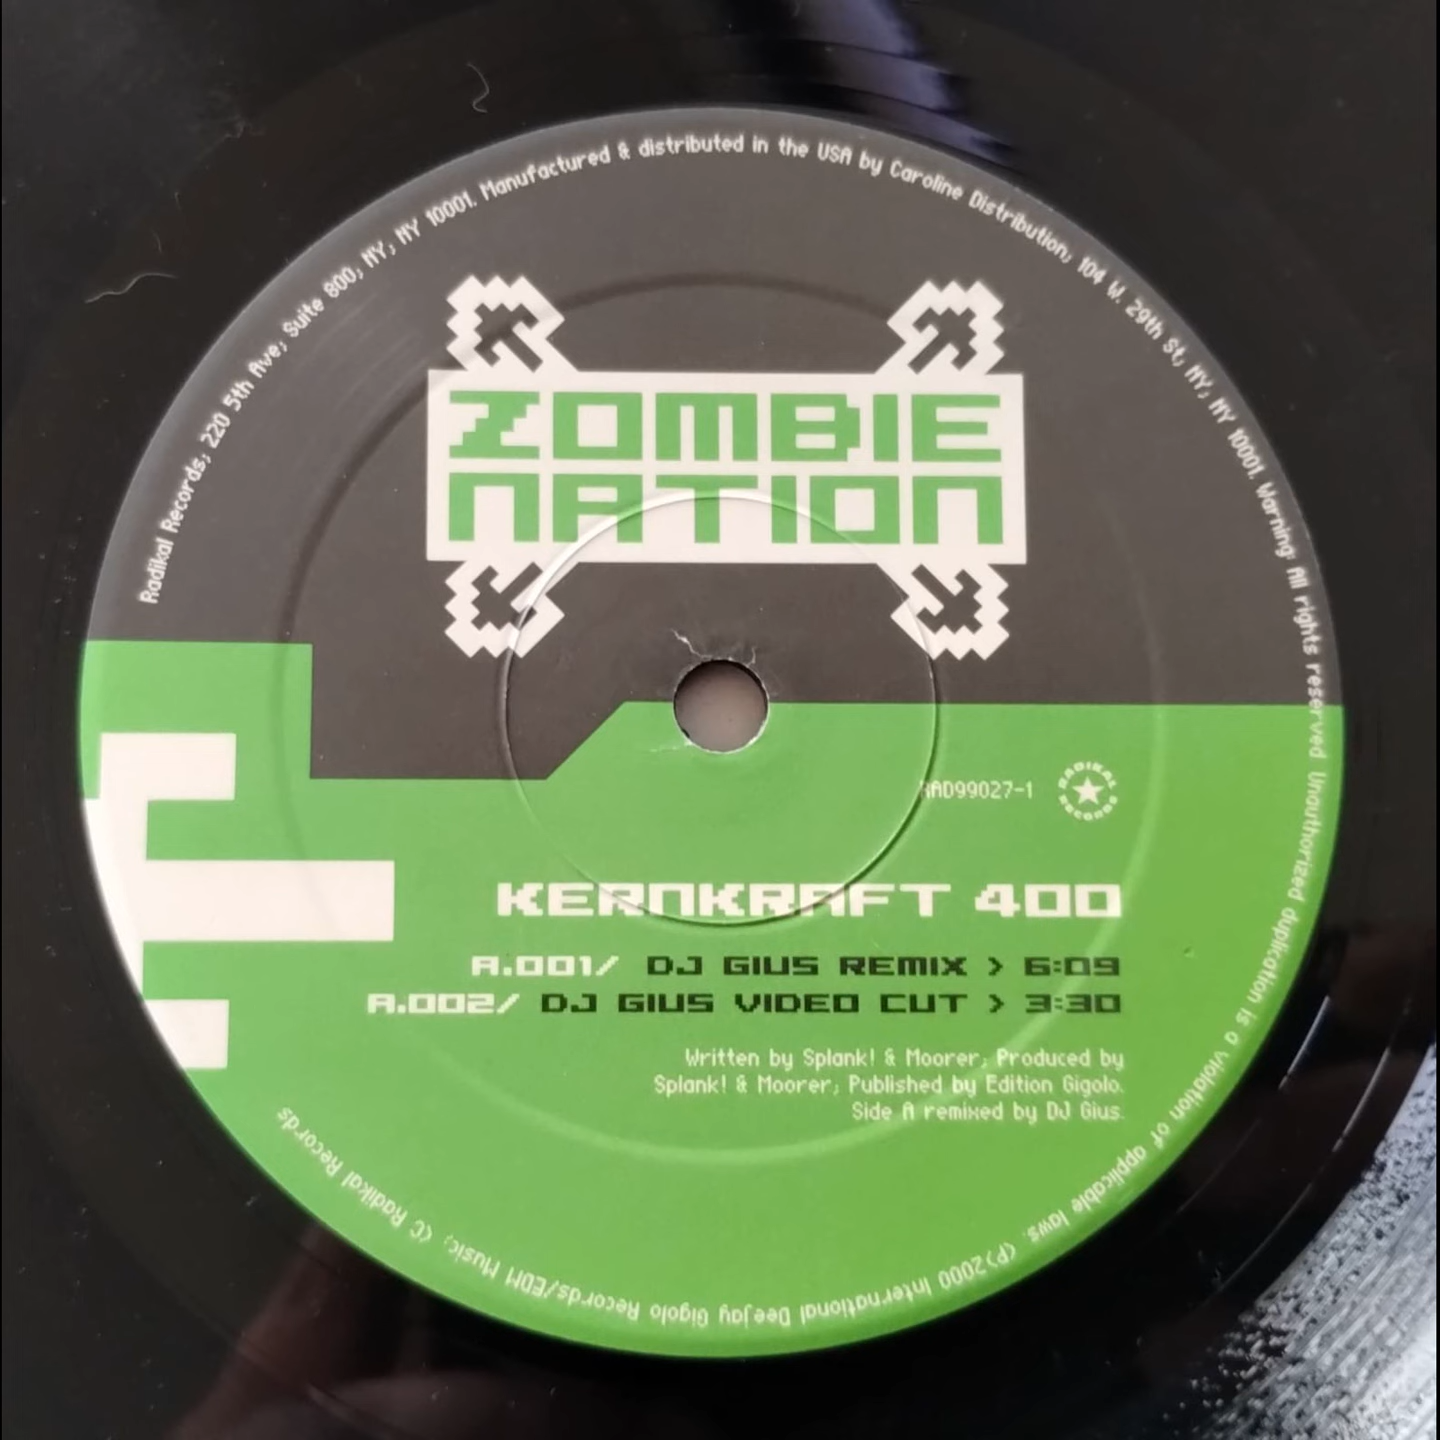 Radikal Records; 220 5th Ave; Suite 800; NY; NY 10001. Manufactured & distributed in the USA by Caroline Distribution; 104 W. 29th St; NY; NY 10001. Warning: All rights reserved. Unauthorized duplication is a violation of applicable laws. (P)2000 International Deejay Gigolo Records/EDM Music; (C Radikal Records
ZOMBIE
NATION
RAD99027-1
RADIKAL RECORDS
KERNKRAFT 400
A.001/ DJ GIUS REMIX > 6:09
A.002/ DJ GIUS VIDEO CUT > 3:30
Written by Splank! & Moorer; Produced by
Splank! & Moorer; Published by Edition Gigolo.
Side A remixed by DJ Gius.